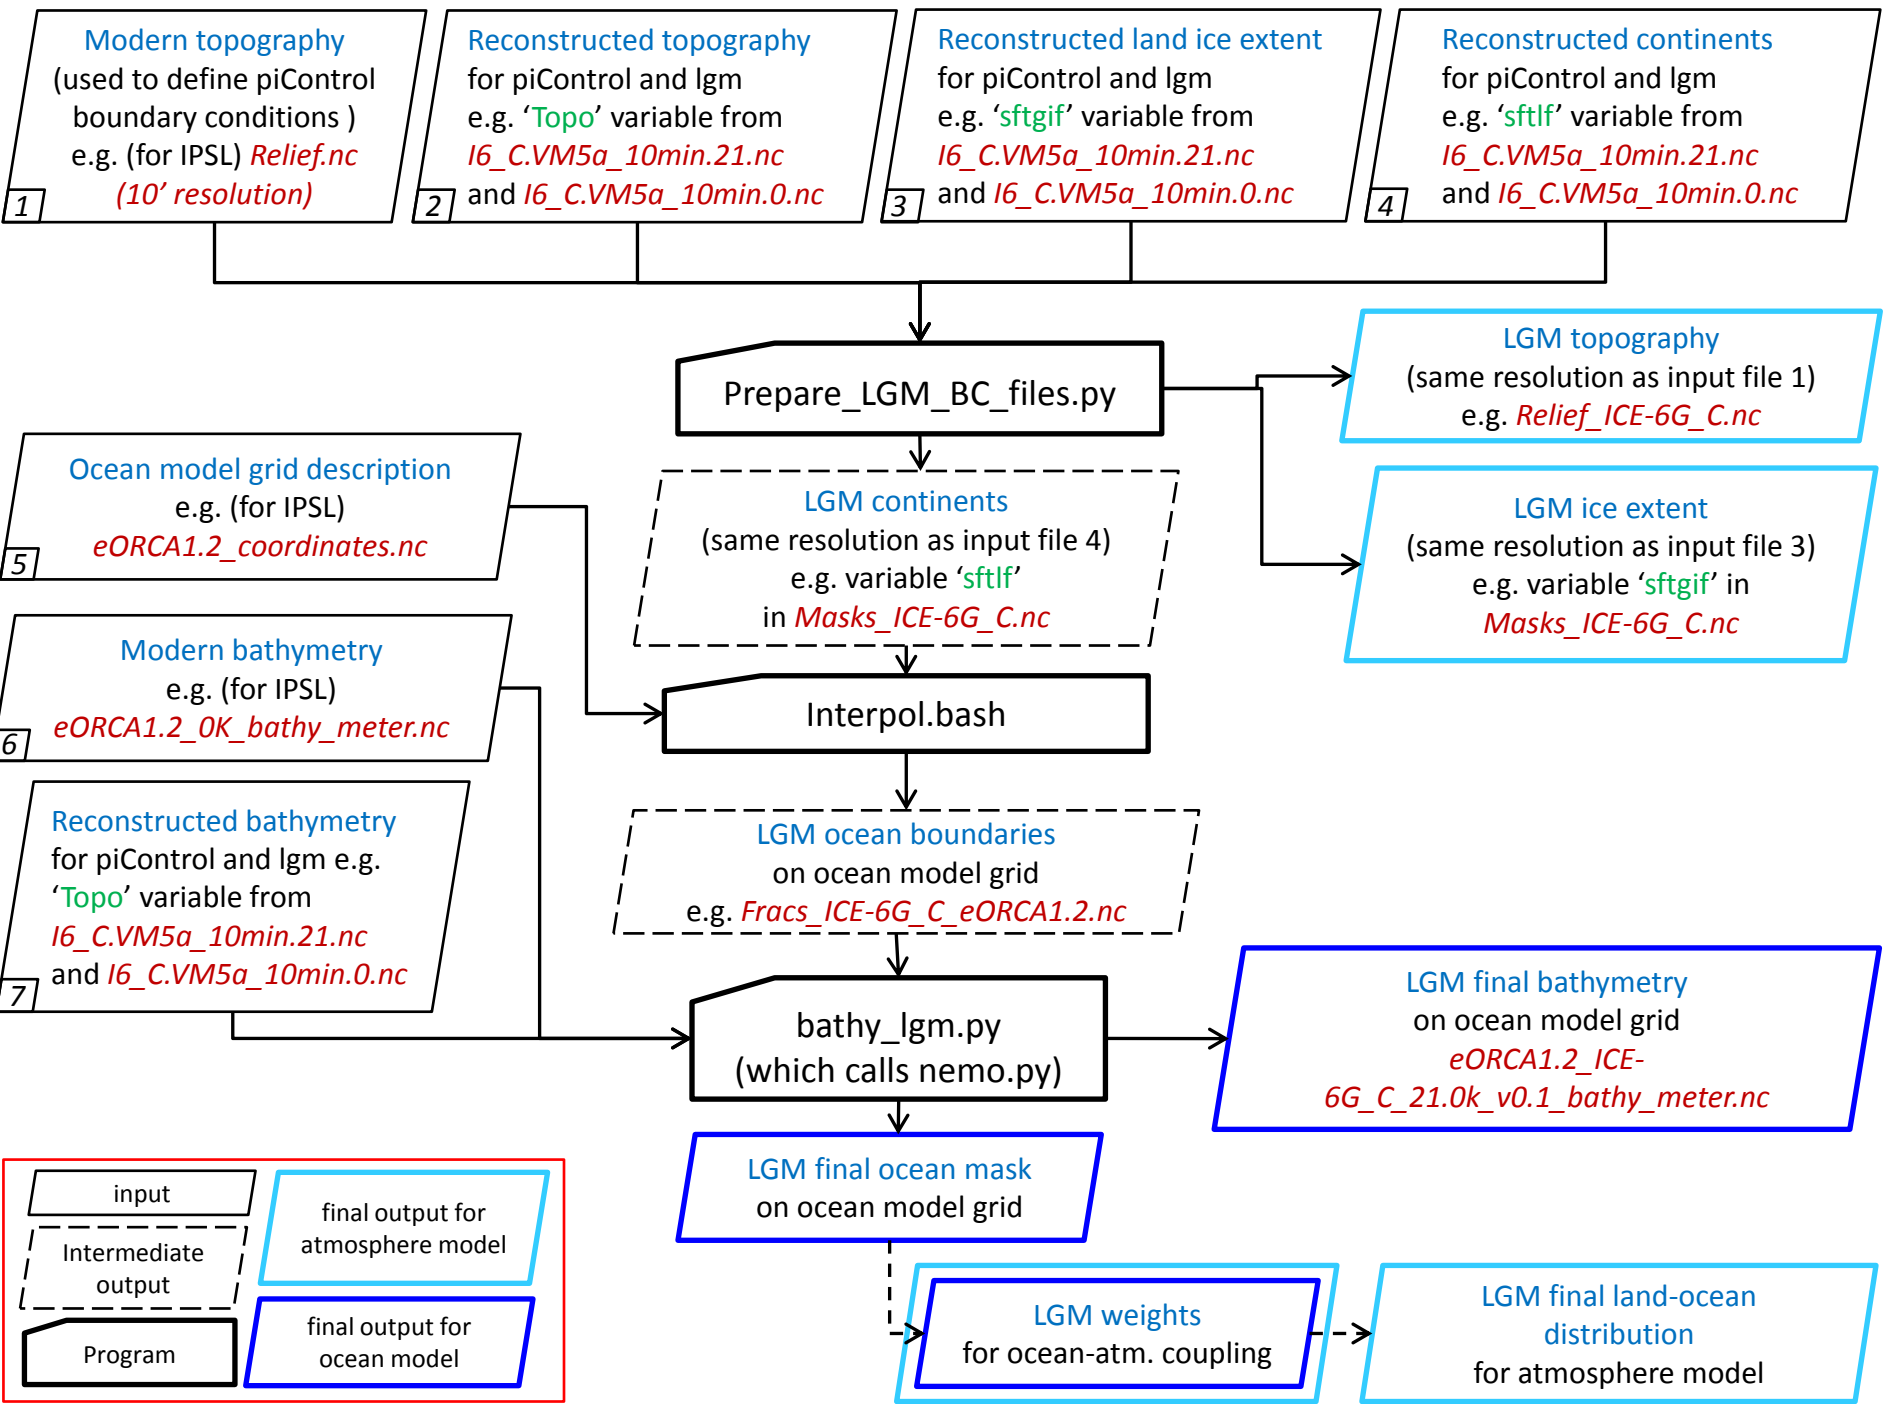 Modern topography
(used to define piControl
boundary conditions )
e.g. (for IPSL) Relief.nc
(10’ resolution)
1
Reconstructed topography
for piControl and lgm
e.g. ‘Topo’ variable from
I6_C.VM5a_10min.21.nc
and I6_C.VM5a_10min.0.nc
2
Reconstructed land ice extent
for piControl and lgm
e.g. ‘sftgif’ variable from
I6_C.VM5a_10min.21.nc
and I6_C.VM5a_10min.0.nc
3
Reconstructed continents
for piControl and lgm
e.g. ‘sftlf’ variable from
I6_C.VM5a_10min.21.nc
and I6_C.VM5a_10min.0.nc
4
Prepare_LGM_BC_files.py
LGM topography
(same resolution as input file 1)
e.g. Relief_ICE-6G_C.nc
Ocean model grid description
e.g. (for IPSL)
eORCA1.2_coordinates.nc
5
LGM continents
(same resolution as input file 4)
e.g. variable ‘sftlf’
in Masks_ICE-6G_C.nc
LGM ice extent
(same resolution as input file 3)
e.g. variable ‘sftgif’ in
Masks_ICE-6G_C.nc
Modern bathymetry
e.g. (for IPSL)
eORCA1.2_0K_bathy_meter.nc
6
Interpol.bash
Reconstructed bathymetry
for piControl and lgm e.g.
‘Topo’ variable from
I6_C.VM5a_10min.21.nc
and I6_C.VM5a_10min.0.nc
7
LGM ocean boundaries
on ocean model grid
e.g. Fracs_ICE-6G_C_eORCA1.2.nc
bathy_lgm.py
(which calls nemo.py)
LGM final bathymetry
on ocean model grid
eORCA1.2_ICE-
6G_C_21.0k_v0.1_bathy_meter.nc
LGM final ocean mask
on ocean model grid
LGM weights
for ocean-atm. coupling
LGM final land-ocean
distribution
for atmosphere model
input
Intermediate
output
Program
final output for
atmosphere model
final output for
ocean model